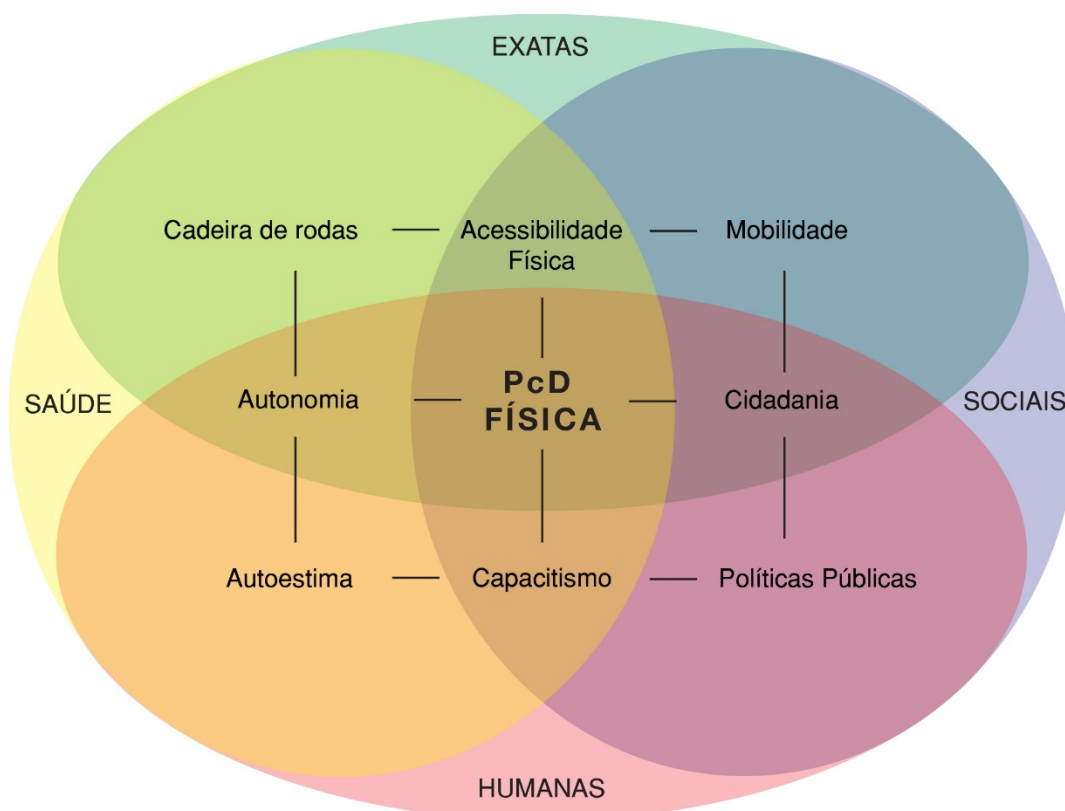 EXATAS
Cadeira de rodas
Acessibilidade
Física
Mobilidade
SAÚDE
Autonomia
PcD
FÍSICA
Cidadania
SOCIAIS
Autoestima
Capacitismo
Políticas Públicas
HUMANAS